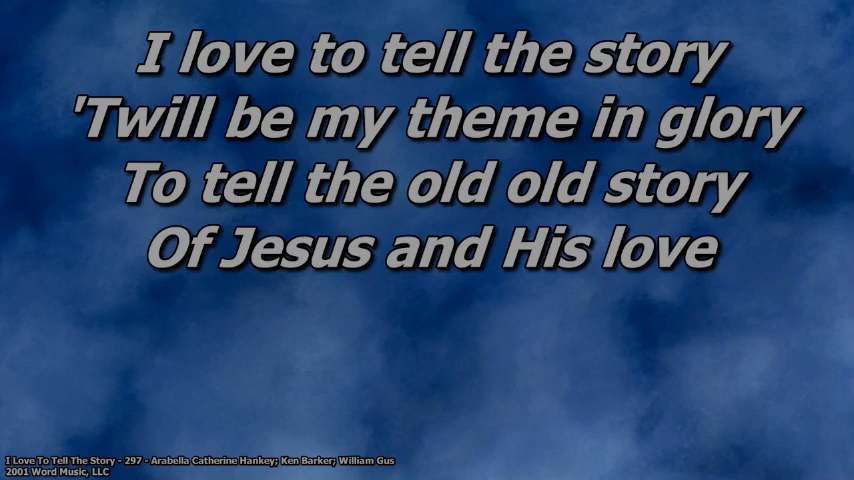 I love to tell the story
'Twill be my theme in glory
To tell the old old story
Of Jesus and His love
I Love To Tell The Story - 297 - Arabella Catherine Hankey; Ken Barker; William Gus
2001 Word Music, LLC